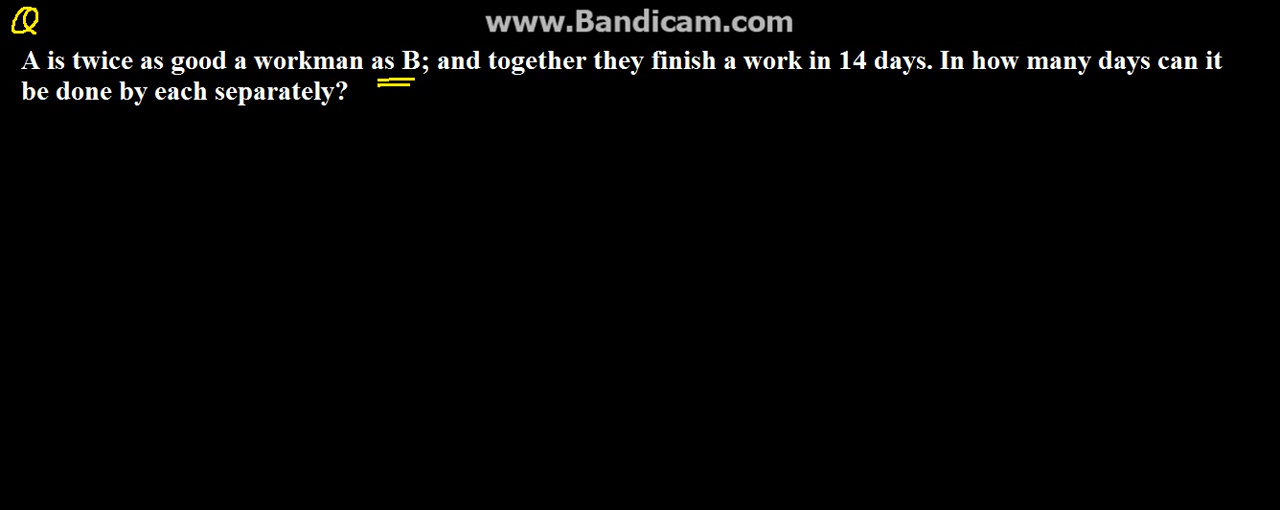 www.Bandicam.com
Q
A is twice as good a workman as B; and together they finish a work in 14 days. In how many days can it
be done by each separately?